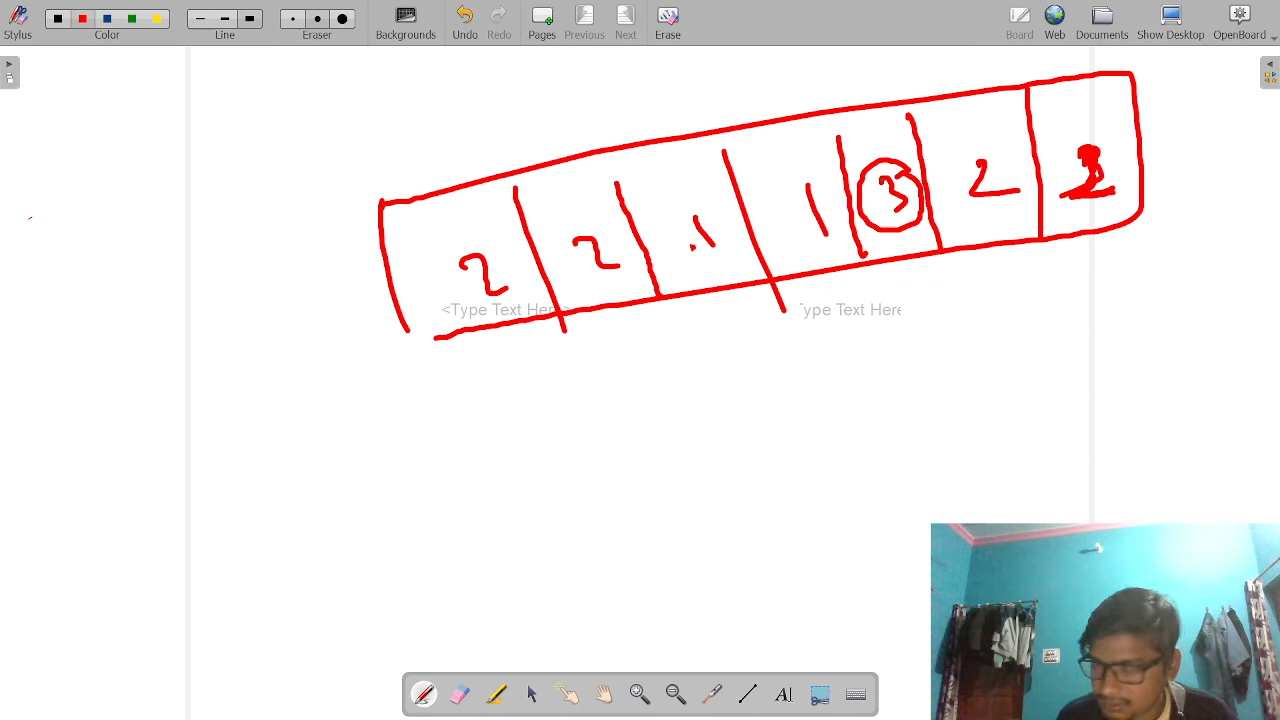 Stylus Color Line Eraser Backgrounds Undo Redo Pages Previous Next Erase Board Web Documents Show Desktop OpenBoard
2 2 1 1 3 2 2
<Type Text Here> Type Text Here